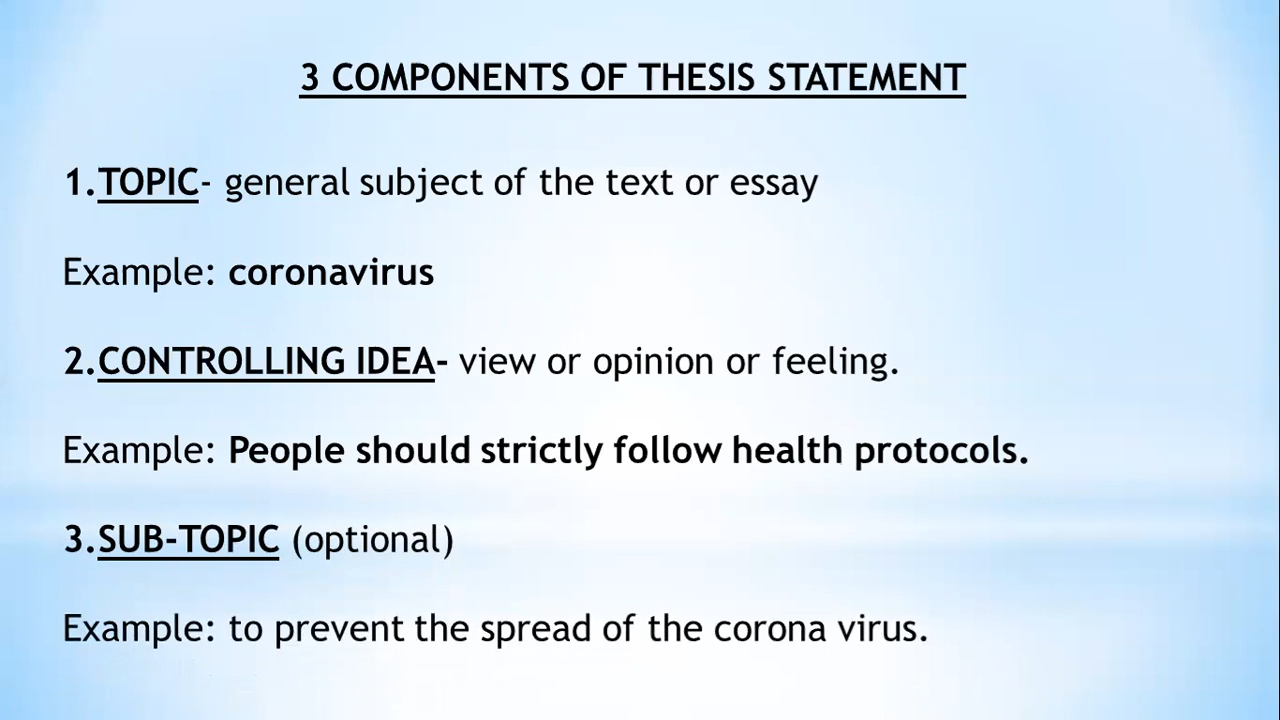 3 COMPONENTS OF THESIS STATEMENT
1.TOPIC- general subject of the text or essay
Example: coronavirus
2.CONTROLLING IDEA- view or opinion or feeling.
Example: People should strictly follow health protocols.
3.SUB-TOPIC (optional)
Example: to prevent the spread of the corona virus.